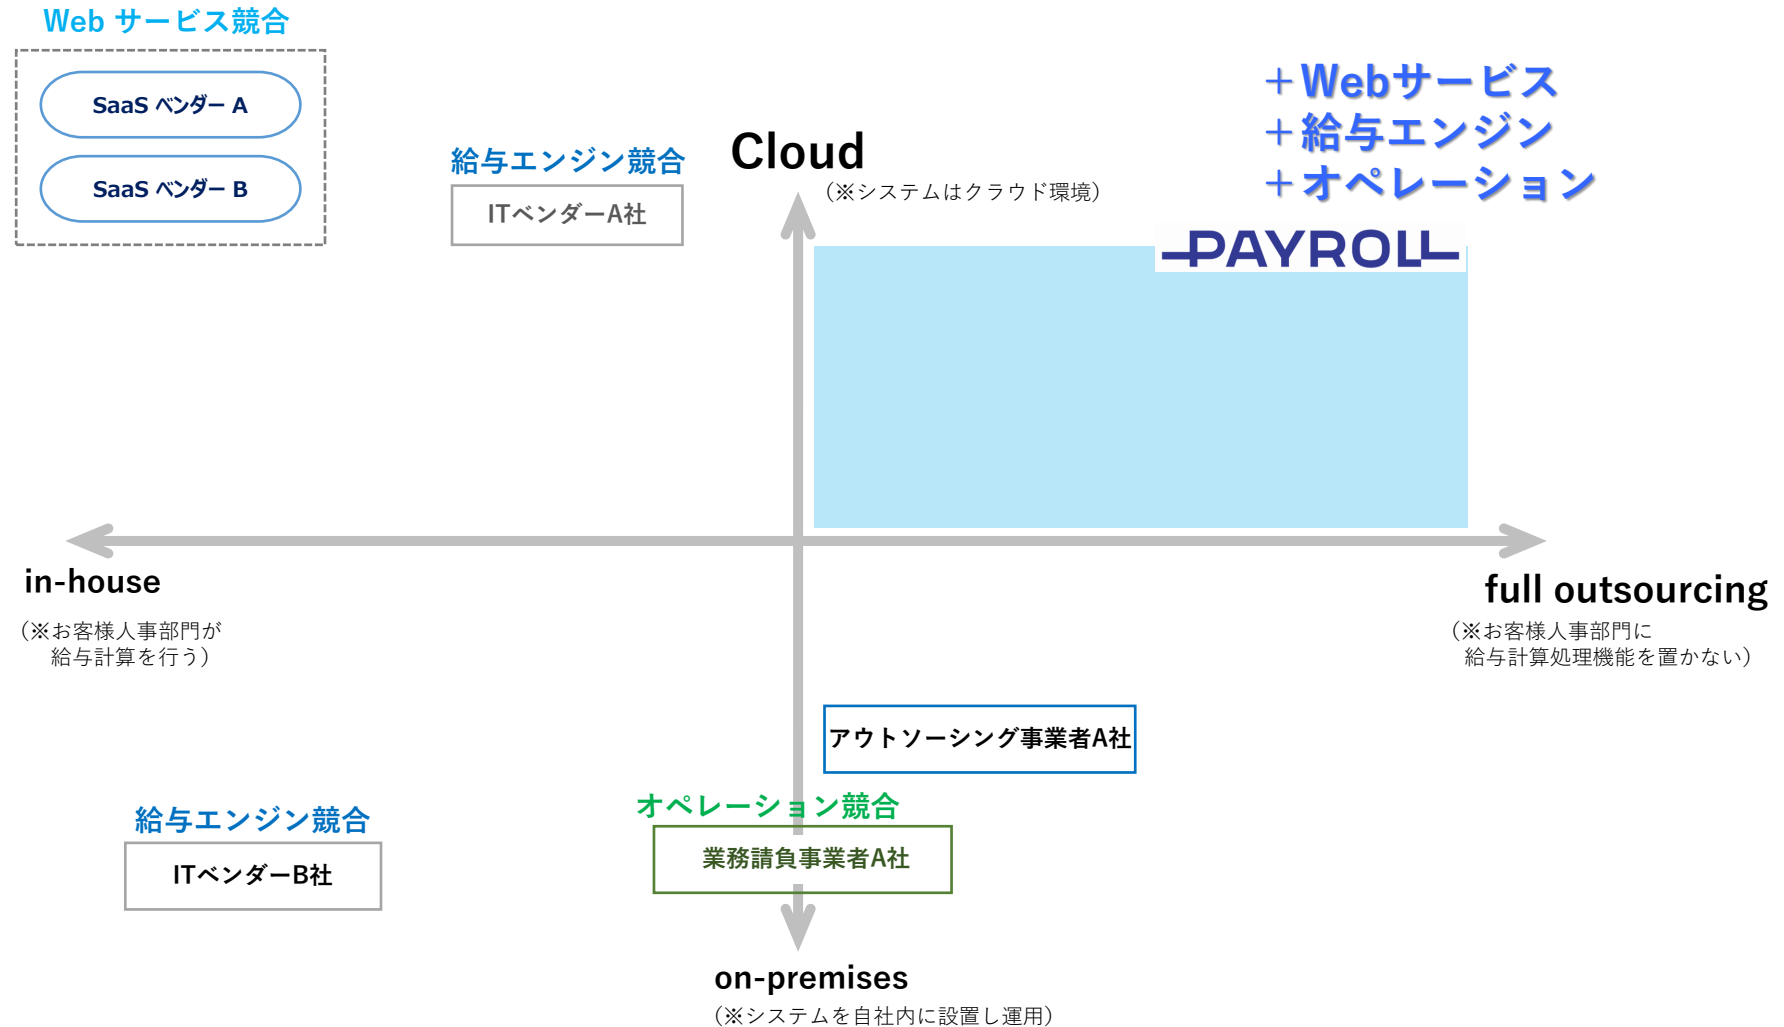 Web サービス競合
SaaS ベンダー A
SaaS ベンダー B
給与エンジン競合
ITベンダーA社
Cloud
（※システムはクラウド環境）
＋Webサービス
＋給与エンジン
＋オペレーション
PAYROLL
in-house
（※お客様人事部門が
給与計算を行う）
full outsourcing
（※お客様人事部門に
給与計算処理機能を置かない）
アウトソーシング事業者A社
オペレーション競合
業務請負事業者A社
給与エンジン競合
ITベンダーB社
on-premises
（※システムを自社内に設置し運用）